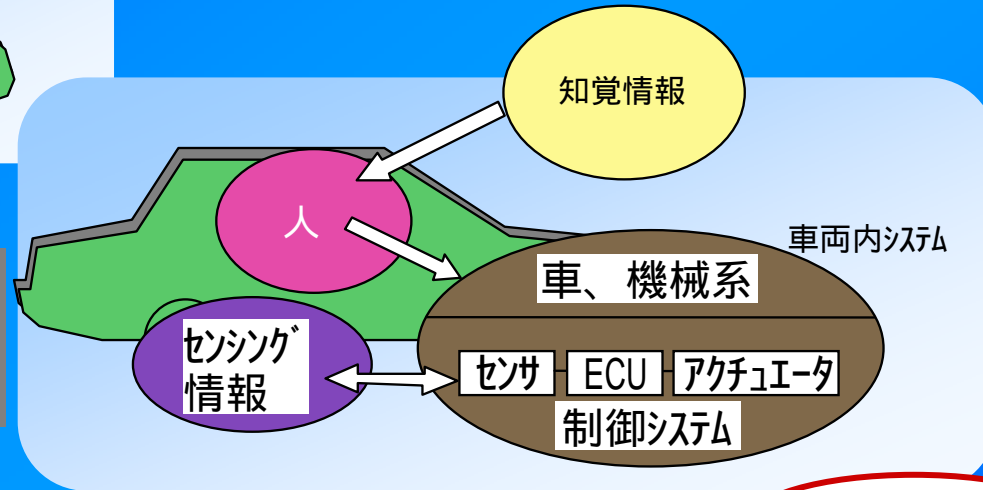 知覚情報
人
車両内ｼｽﾃﾑ
車、機械系
ｾﾝｼﾝｸﾞ
情報
センサ ECU アクチュエータ
制御ｼｽﾃﾑ